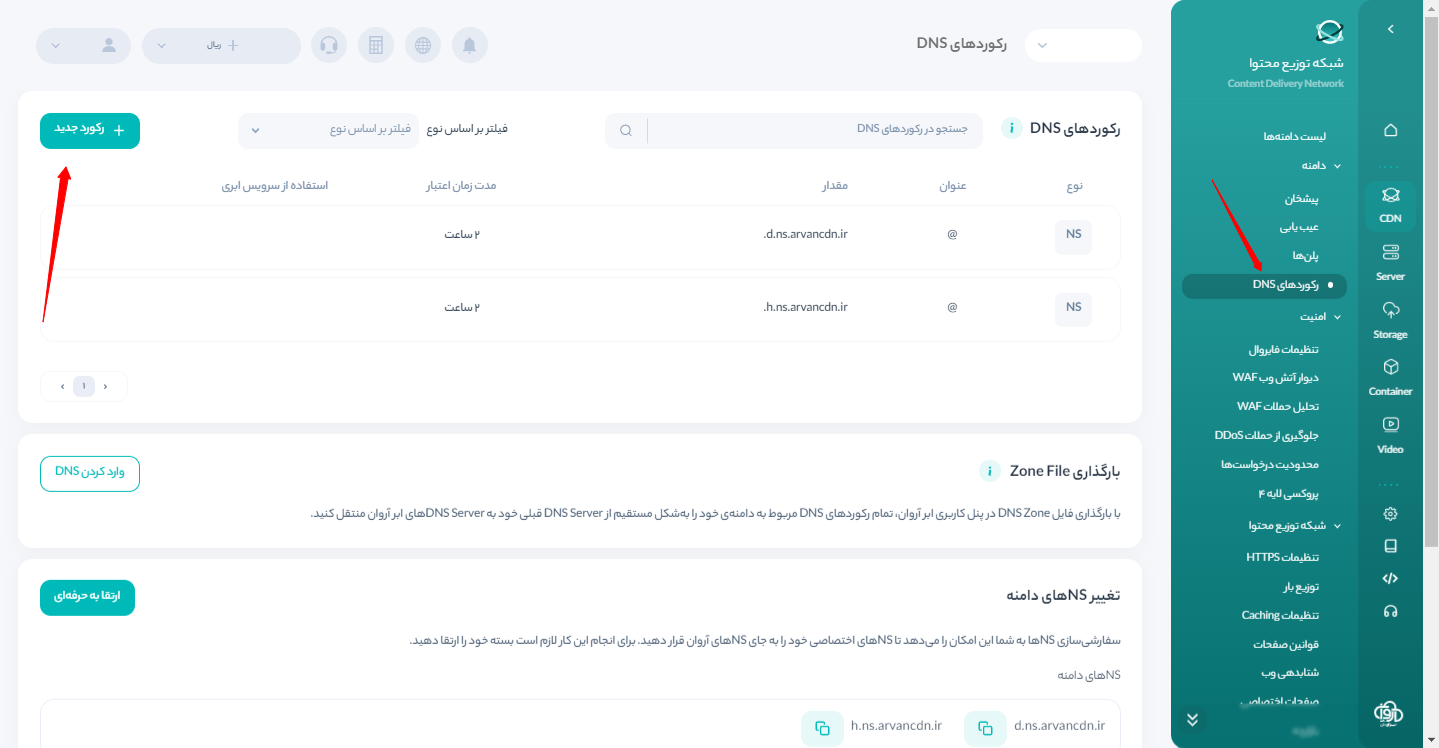 رکوردهای DNS
ریال
رکوردهای DNS
جستجو در رکوردهای DNS
فیلتر بر اساس نوع
فیلتر بر اساس نوع
رکورد جدید
نوع عنوان مقدار مدت زمان اعتبار استفاده از سرویس ابری
NS @ d.ns.arvancdn.ir. ۲ ساعت
NS @ h.ns.arvancdn.ir. ۲ ساعت
۱
بارگذاری Zone File
وارد کردن DNS
با بارگذاری فایل DNS Zone در پنل کاربری ابر آروان، تمام رکوردهای DNS مربوط به دامنه‌ی خود را به‌شکل مستقیم از DNS Server قبلی خود به DNS Serverهای ابر آروان منتقل کنید.
تغییر NSهای دامنه
ارتقا به حرفه‌ای
سفارشی‌سازی NSها به شما این امکان را می‌دهد تا NSهای اختصاصی خود را به جای NSهای آروان قرار دهید. برای انجام این کار لازم است بسته خود را ارتقا دهید.
NSهای دامنه
d.ns.arvancdn.ir
h.ns.arvancdn.ir
شبکه توزیع محتوا
Content Delivery Network
لیست دامنه‌ها
دامنه
پیشخان
عیب یابی
پلن‌ها
رکوردهای DNS
امنیت
تنظیمات فایروال
دیوار آتش وب WAF
تحلیل حملات WAF
جلوگیری از حملات DDoS
محدودیت درخواست‌ها
پروکسی لایه ۴
شبکه توزیع محتوا
تنظیمات HTTPS
توزیع بار
تنظیمات Caching
قوانین صفحات
شتابدهی وب
صفحات اختصاصی
CDN
Server
Storage
Container
Video